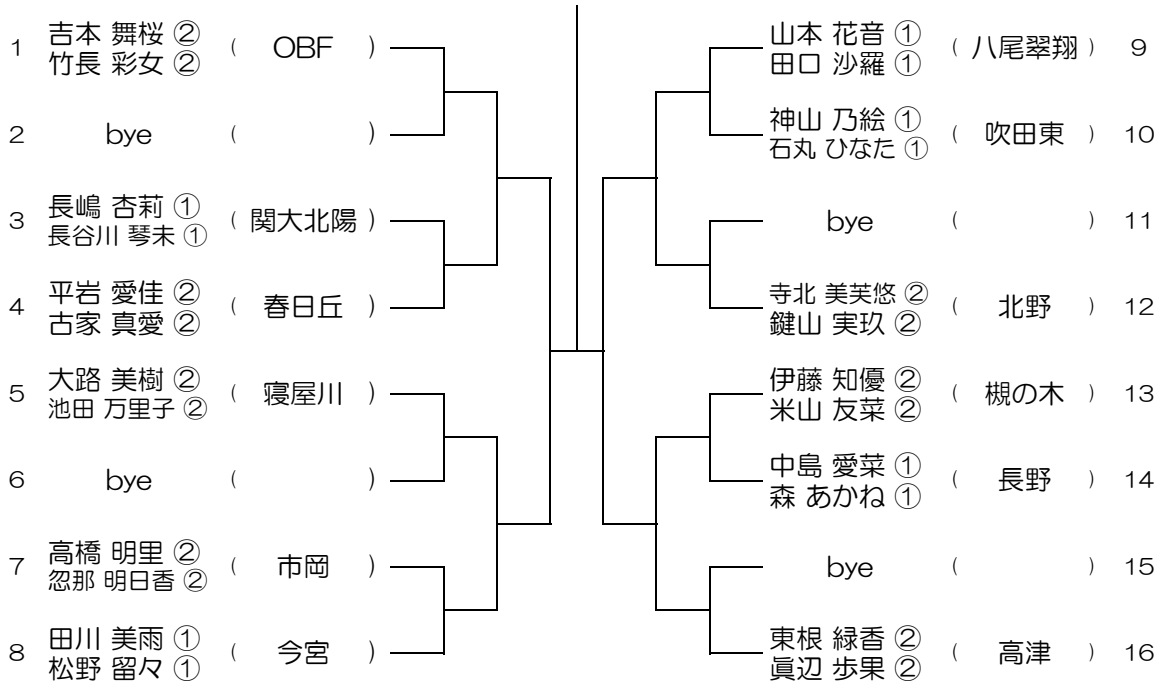 1 吉本 舞桜 ② ( OBF )
竹長 彩女 ②
2 bye ( )
3 長嶋 杏莉 ① ( 関大北陽 )
長谷川 琴未 ①
4 平岩 愛佳 ② ( 春日丘 )
古家 真愛 ②
5 大路 美樹 ② ( 寝屋川 )
池田 万里子 ②
6 bye ( )
7 高橋 明里 ② ( 市岡 )
忽那 明日香 ②
8 田川 美雨 ① ( 今宮 )
松野 留々 ①
山本 花音 ① ( 八尾翠翔 ) 9
田口 沙羅 ①
神山 乃絵 ① ( 吹田東 ) 10
石丸 ひなた ①
bye ( ) 11
寺北 美芙悠 ② ( 北野 ) 12
鍵山 実玖 ②
伊藤 知優 ② ( 槻の木 ) 13
米山 友菜 ②
中島 愛菜 ① ( 長野 ) 14
森 あかね ①
bye ( ) 15
東根 緑香 ② ( 高津 ) 16
眞辺 歩果 ②